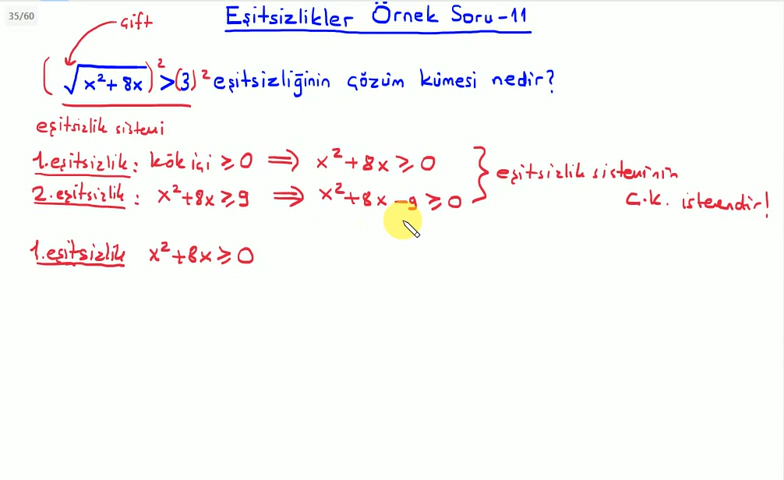 35/60
Eşitsizlikler Örnek Soru-11
çift
(√x²+8x)² > (3)² eşitsizliğinin çözüm kümesi nedir?
eşitsizlik sistemi
1.eşitsizlik: kök içi ≥ 0 ⇒ x²+8x ≥ 0
2.eşitsizlik: x²+8x ≥ 9 ⇒ x²+8x-9 ≥ 0
} eşitsizlik sisteminin
Ç.K. istenendir!
1.eşitsizlik x²+8x ≥ 0